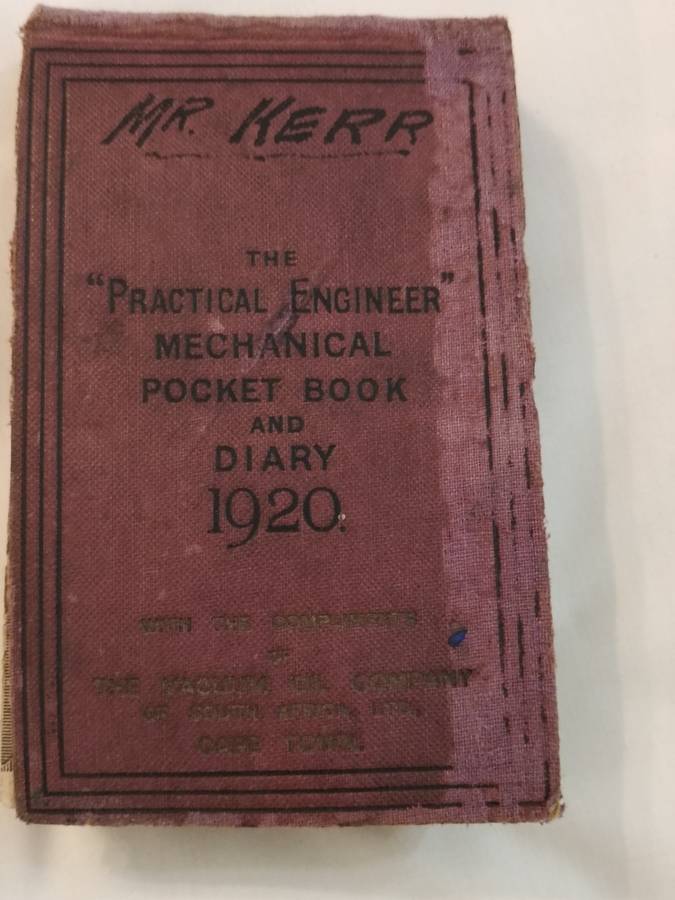 MR. KERR
THE
"PRACTICAL ENGINEER"
MECHANICAL
POCKET BOOK
AND
DIARY
1920.
WITH THE COMPLIMENTS
OF
THE VACUUM OIL COMPANY
OF SOUTH AFRICA, LTD.,
CAPE TOWN.